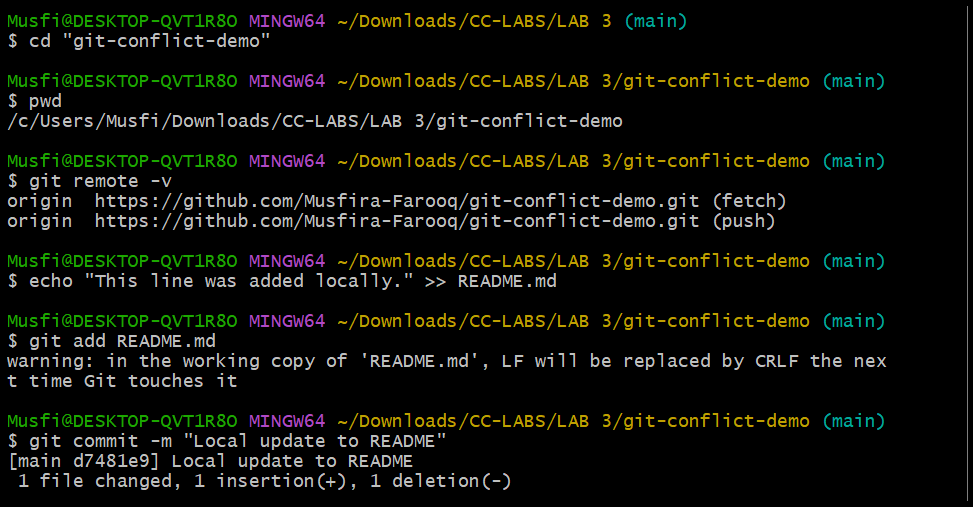 Musfi@DESKTOP-QVT1R8O MINGW64 ~/Downloads/CC-LABS/LAB 3 (main)
$ cd "git-conflict-demo"
Musfi@DESKTOP-QVT1R8O MINGW64 ~/Downloads/CC-LABS/LAB 3/git-conflict-demo (main)
$ pwd
/c/Users/Musfi/Downloads/CC-LABS/LAB 3/git-conflict-demo
Musfi@DESKTOP-QVT1R8O MINGW64 ~/Downloads/CC-LABS/LAB 3/git-conflict-demo (main)
$ git remote -v
origin  https://github.com/Musfira-Farooq/git-conflict-demo.git (fetch)
origin  https://github.com/Musfira-Farooq/git-conflict-demo.git (push)
Musfi@DESKTOP-QVT1R8O MINGW64 ~/Downloads/CC-LABS/LAB 3/git-conflict-demo (main)
$ echo "This line was added locally." >> README.md
Musfi@DESKTOP-QVT1R8O MINGW64 ~/Downloads/CC-LABS/LAB 3/git-conflict-demo (main)
$ git add README.md
warning: in the working copy of 'README.md', LF will be replaced by CRLF the nex
t time Git touches it
Musfi@DESKTOP-QVT1R8O MINGW64 ~/Downloads/CC-LABS/LAB 3/git-conflict-demo (main)
$ git commit -m "Local update to README"
[main d7481e9] Local update to README
 1 file changed, 1 insertion(+), 1 deletion(-)